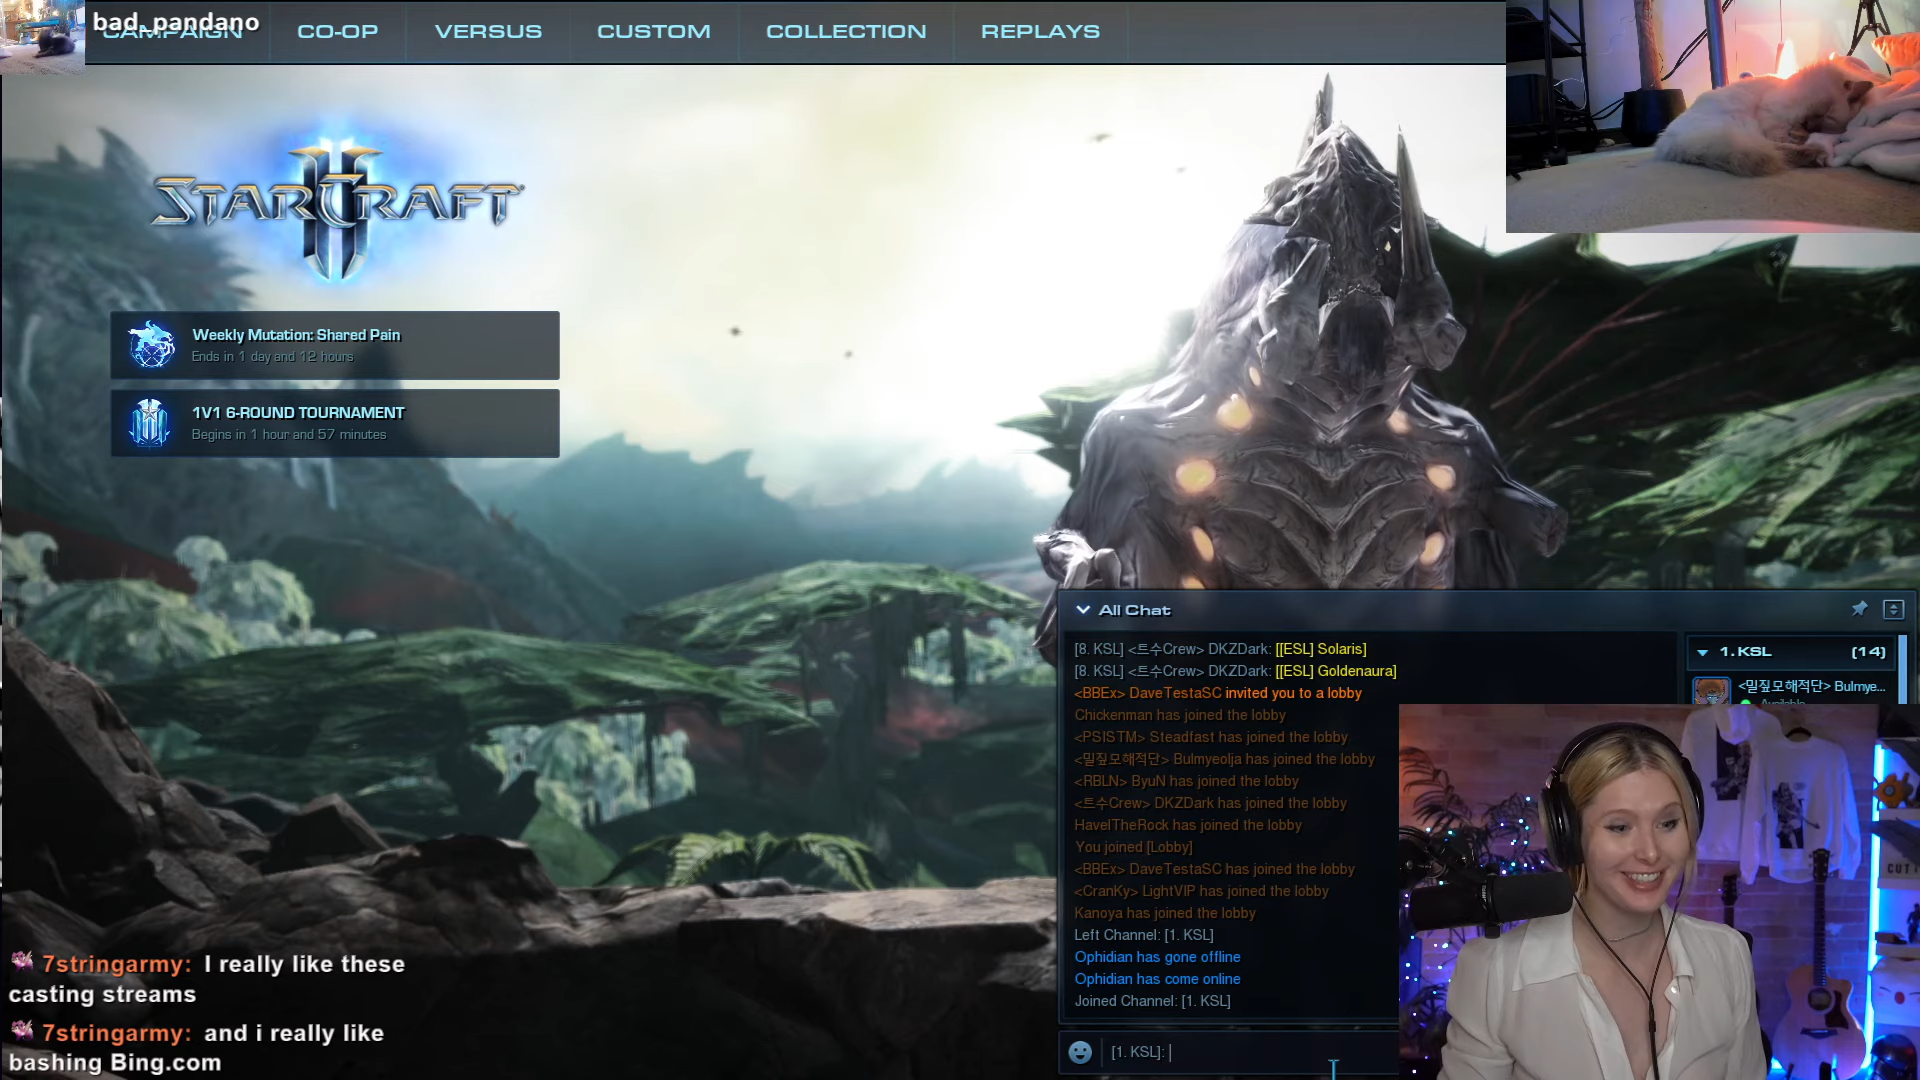 bad_pandano
CAMPAIGN
CO-OP
VERSUS
CUSTOM
COLLECTION
REPLAYS
STARCRAFT
II
Weekly Mutation: Shared Pain
Ends in 1 day and 12 hours
1V1 6-ROUND TOURNAMENT
Begins in 1 hour and 57 minutes
All Chat
[8. KSL] <트수Crew> DKZDark: [[ESL] Solaris]
[8. KSL] <트수Crew> DKZDark: [[ESL] Goldenaura]
<BBEx> DaveTestaSC invited you to a lobby
Chickenman has joined the lobby
<PSISTM> Steadfast has joined the lobby
<밀짚모해적단> Bulmyeolja has joined the lobby
<RBLN> ByuN has joined the lobby
<트수Crew> DKZDark has joined the lobby
HavelTheRock has joined the lobby
You joined [Lobby]
<BBEx> DaveTestaSC has joined the lobby
<CranKy> LightVIP has joined the lobby
Kanoya has joined the lobby
Left Channel: [1. KSL]
Ophidian has gone offline
Ophidian has come online
Joined Channel: [1. KSL]
[1. KSL]:
1. KSL (14)
<밀짚모해적단> Bulmye...
Available
CUT
7stringarmy: I really like these
casting streams
7stringarmy: and i really like
bashing Bing.com